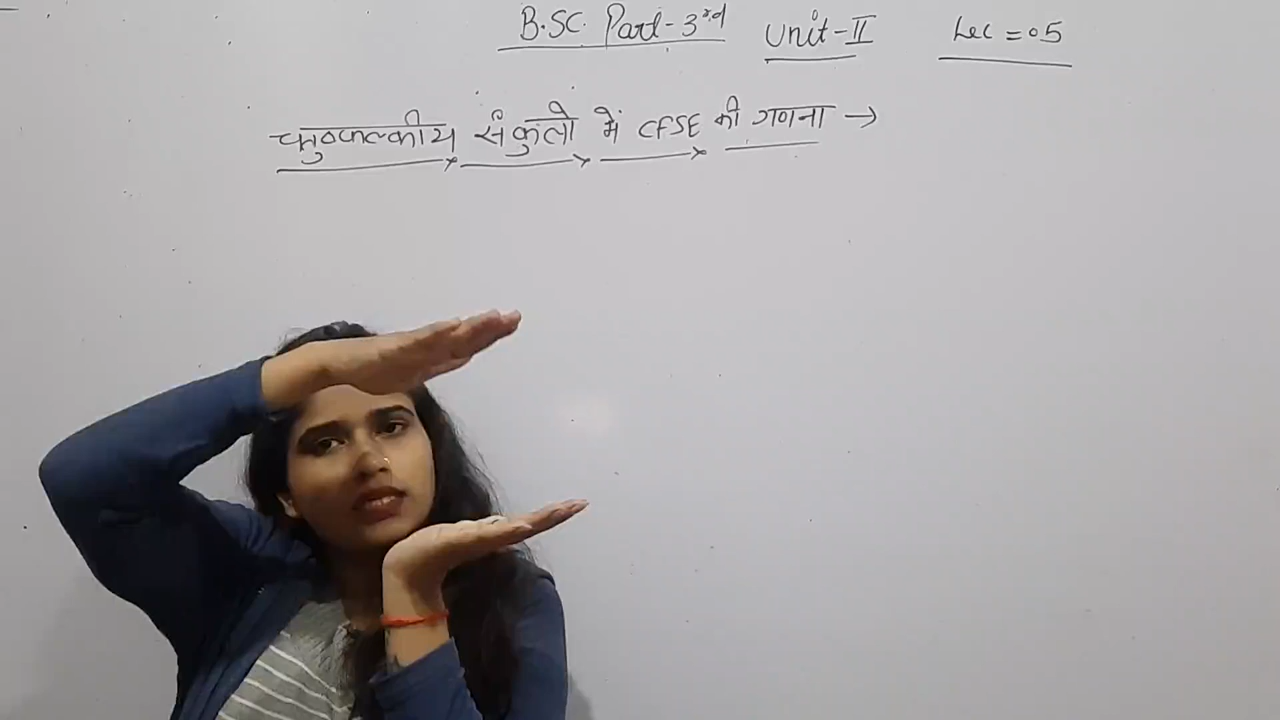 B.SC. Part-3rd Unit-II Lec = 05
चतुष्फलकीय संकुलो में CFSE की गणना →